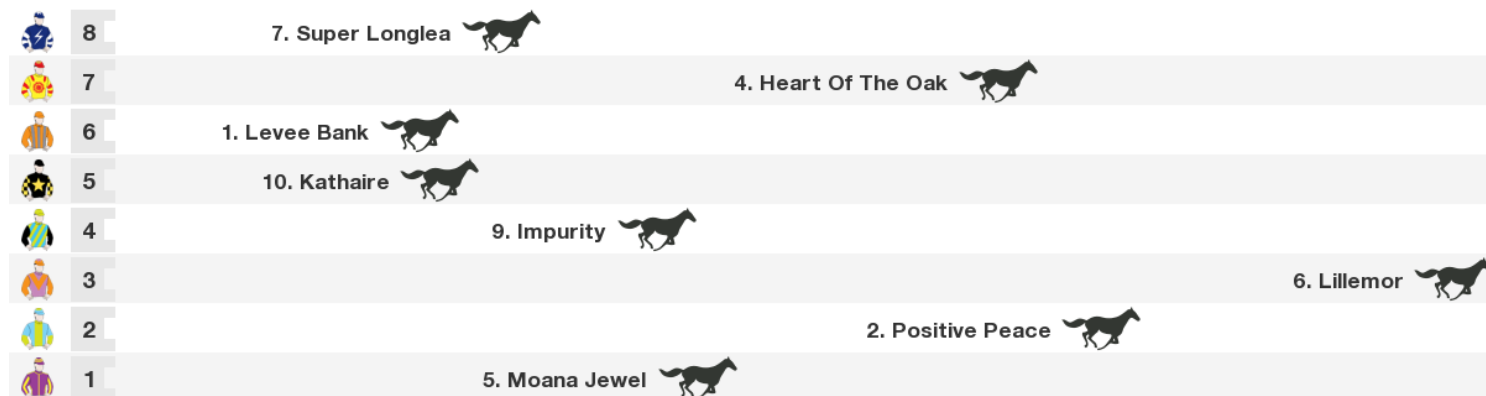 8 7. Super Longlea
7 4. Heart Of The Oak
6 1. Levee Bank
5 10. Kathaire
4 9. Impurity
3 6. Lillemor
2 2. Positive Peace
1 5. Moana Jewel